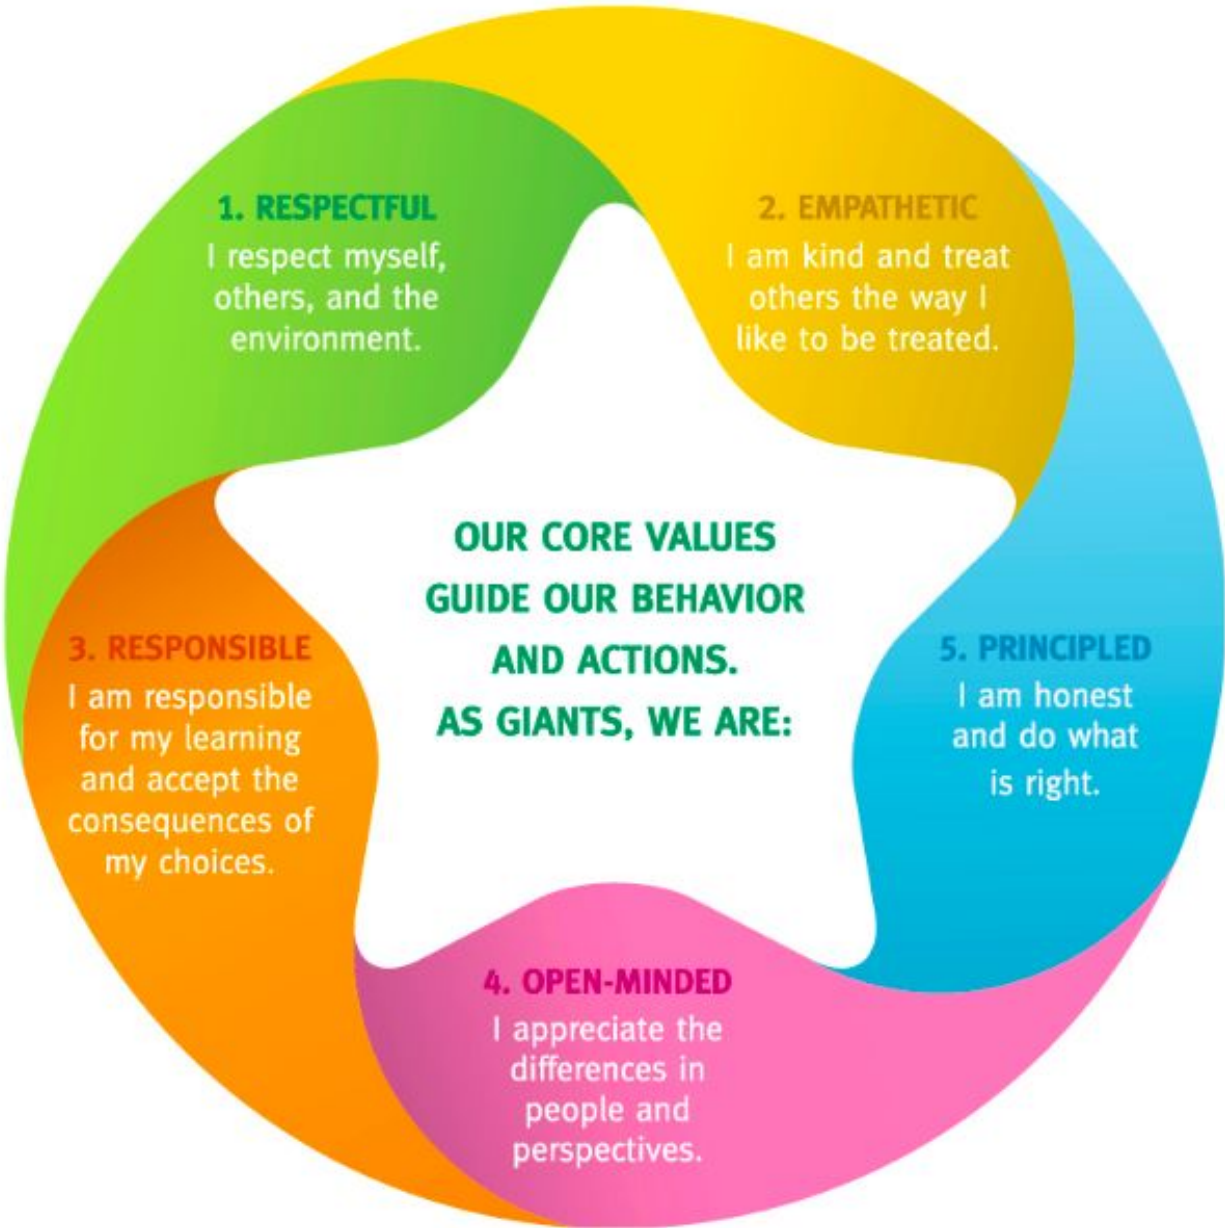 1. RESPECTFUL
I respect myself,
others, and the
environment.
2. EMPATHETIC
I am kind and treat
others the way I
like to be treated.
OUR CORE VALUES
GUIDE OUR BEHAVIOR
AND ACTIONS.
AS GIANTS, WE ARE:
3. RESPONSIBLE
I am responsible
for my learning
and accept the
consequences of
my choices.
4. OPEN-MINDED
I appreciate the
differences in
people and
perspectives.
5. PRINCIPLED
I am honest
and do what
is right.